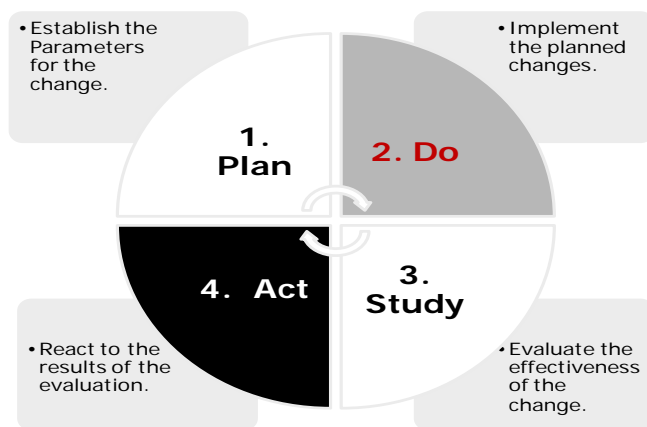 • Establish the
Parameters
for the
change.
• Implement
the planned
changes.
1.
Plan
2. Do
4. Act
3.
Study
• React to the
results of the
evaluation.
• Evaluate the
effectiveness
of the
change.